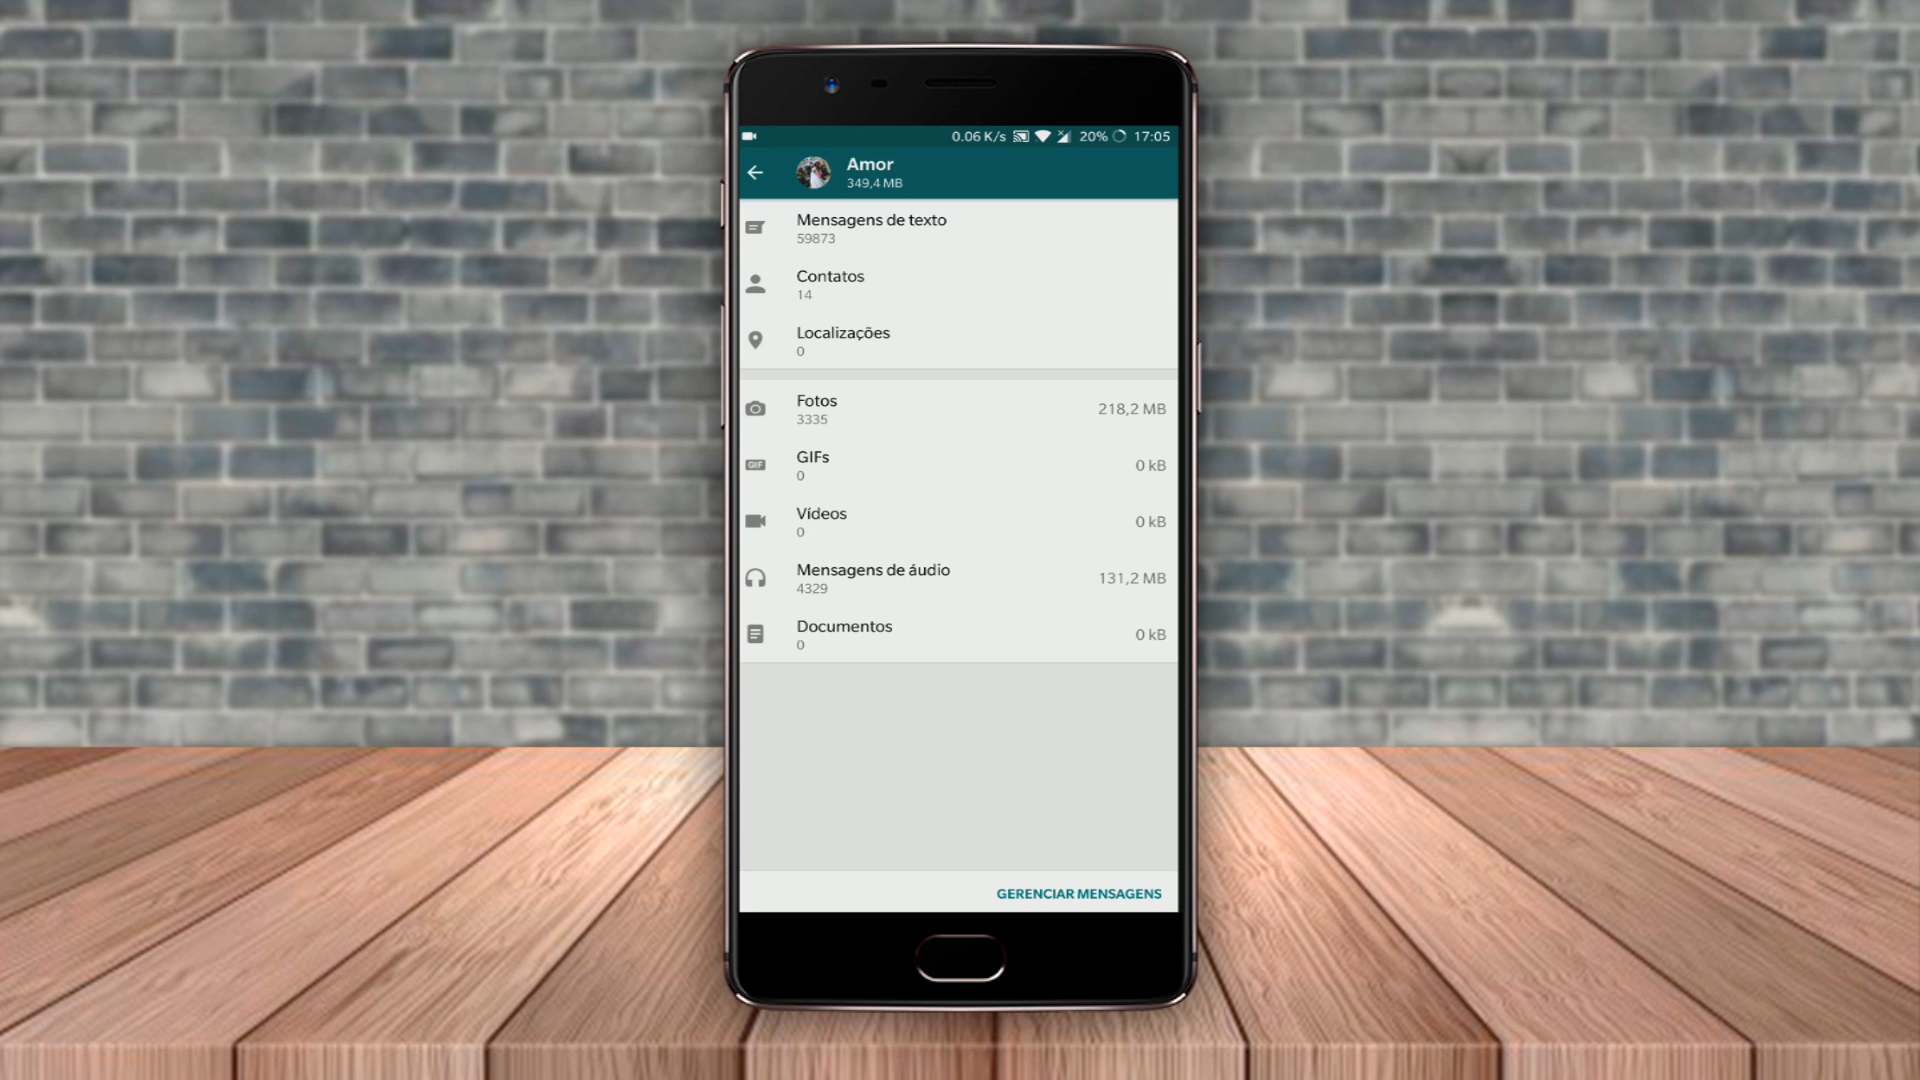 0.06 K/s 20% 17:05
Amor
349,4 MB
Mensagens de texto
59873
Contatos
14
Localizações
0
Fotos
3335
218,2 MB
GIF
GIFs
0
0 kB
Vídeos
0
0 kB
Mensagens de áudio
4329
131,2 MB
Documentos
0
0 kB
GERENCIAR MENSAGENS